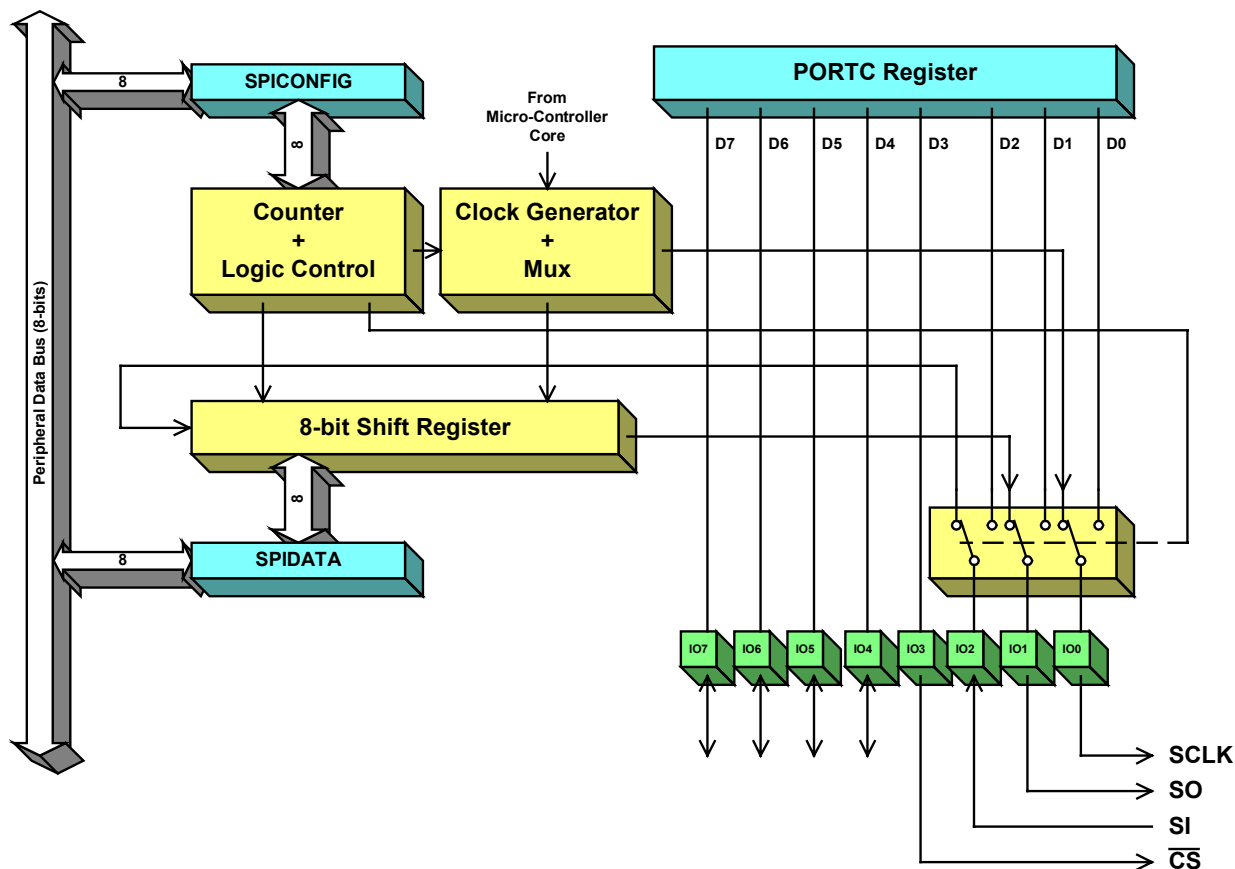 SPICONFIG
8
8
From
Micro-Controller
Core
PORTC Register
D7
D6
D5
D4
D3
D2
D1
D0
Counter
+
Logic Control
Clock Generator
+
Mux
Peripheral Data Bus (8-bits)
8-bit Shift Register
8
8
SPIDATA
IO7
IO6
IO5
IO4
IO3
IO2
IO1
IO0
SCLK
SO
SI
C̅S̅